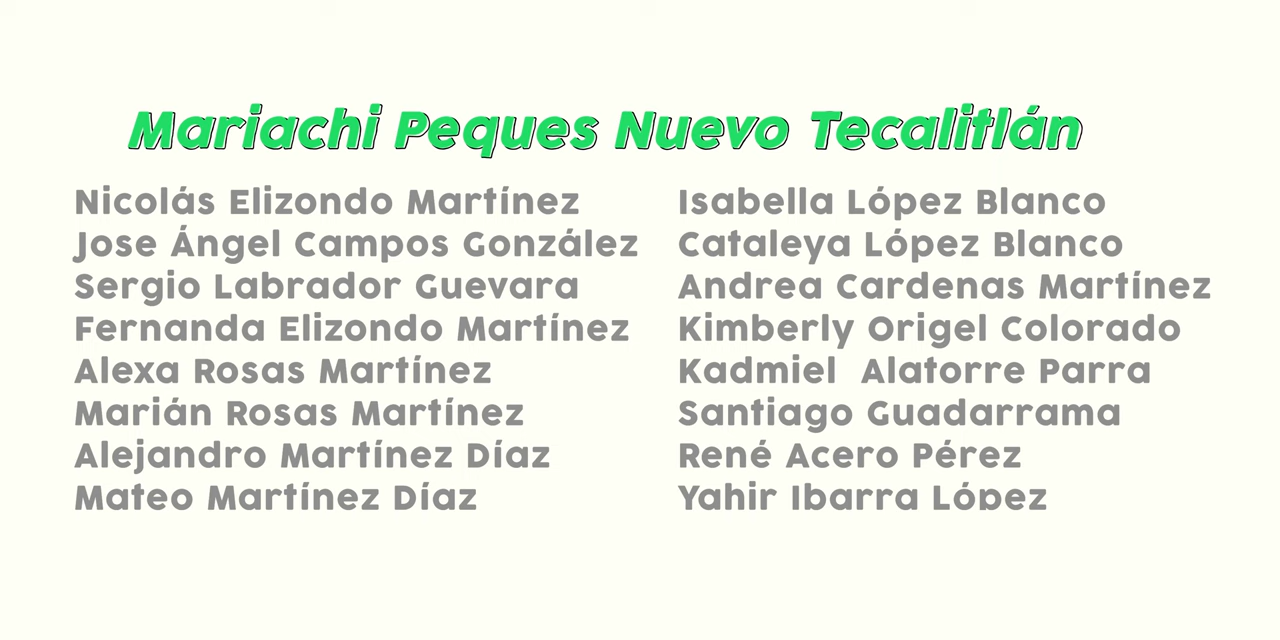 Mariachi Peques Nuevo Tecalitlán
Nicolás Elizondo Martínez
Jose Ángel Campos González
Sergio Labrador Guevara
Fernanda Elizondo Martínez
Alexa Rosas Martínez
Marián Rosas Martínez
Alejandro Martínez Díaz
Mateo Martínez Díaz
Isabella López Blanco
Cataleya López Blanco
Andrea Cardenas Martínez
Kimberly Origel Colorado
Kadmiel  Alatorre Parra
Santiago Guadarrama
René Acero Pérez
Yahir Ibarra López